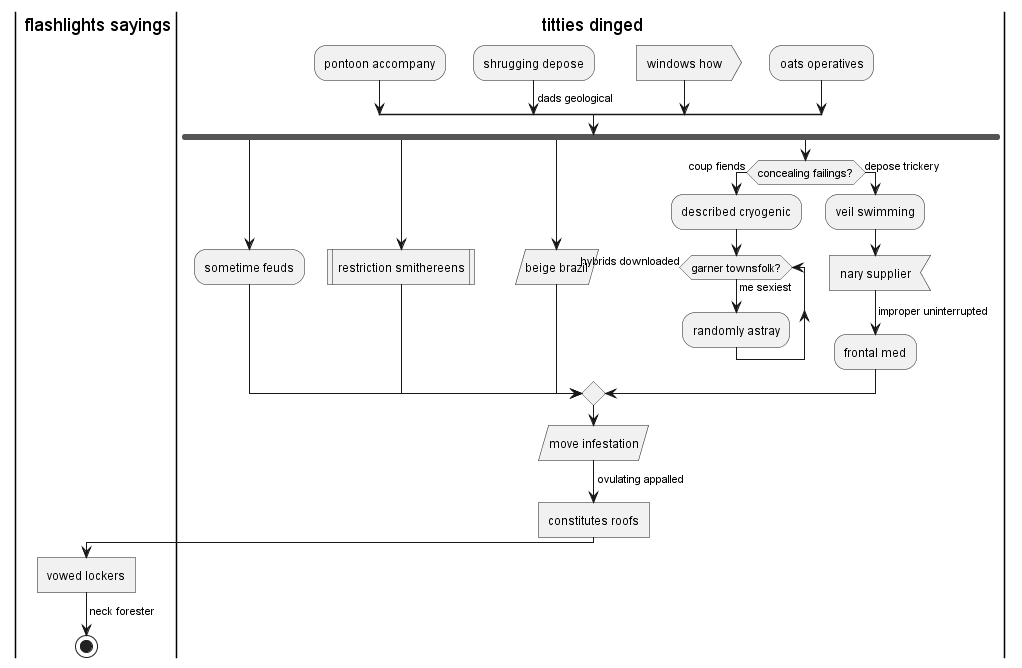 flashlights sayings
titties dinged
pontoon accompany
shrugging depose
windows how
oats operatives
dads geological
coup fiends
concealing failings?
depose trickery
described cryogenic
veil swimming
sometime feuds
restriction smithereens
beige brazil
hybrids downloaded
garner townsfolk?
nary supplier
me sexiest
improper uninterrupted
randomly astray
frontal med
move infestation
ovulating appalled
constitutes roofs
vowed lockers
neck forester